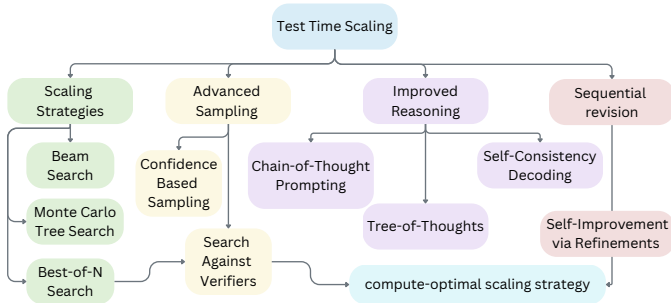 Test Time Scaling
Scaling
Strategies
Advanced
Sampling
Improved
Reasoning
Sequential
revision
Beam
Search
Confidence
Based
Sampling
Chain-of-Thought
Prompting
Self-Consistency
Decoding
Monte Carlo
Tree Search
Tree-of-Thoughts
Self-Improvement
via Refinements
Best-of-N
Search
Search
Against
Verifiers
compute-optimal scaling strategy